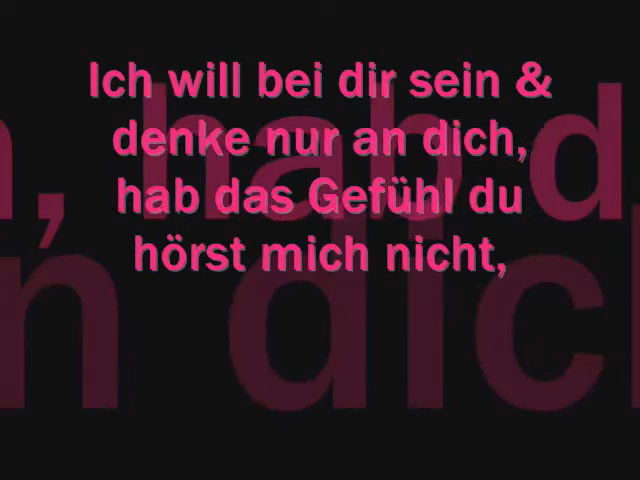 Ich will bei dir sein &
denke nur an dich,
hab das Gefühl du
hörst mich nicht,